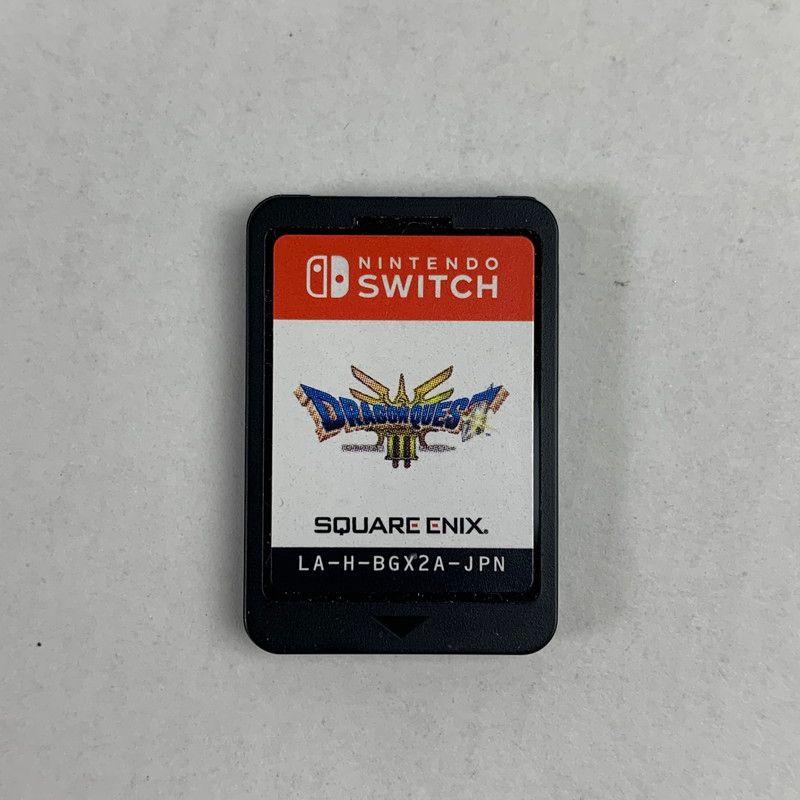 NINTENDO
SWITCH
DRAGON QUEST
III
SQUARE ENIX.
LA-H-BGX2A-JPN